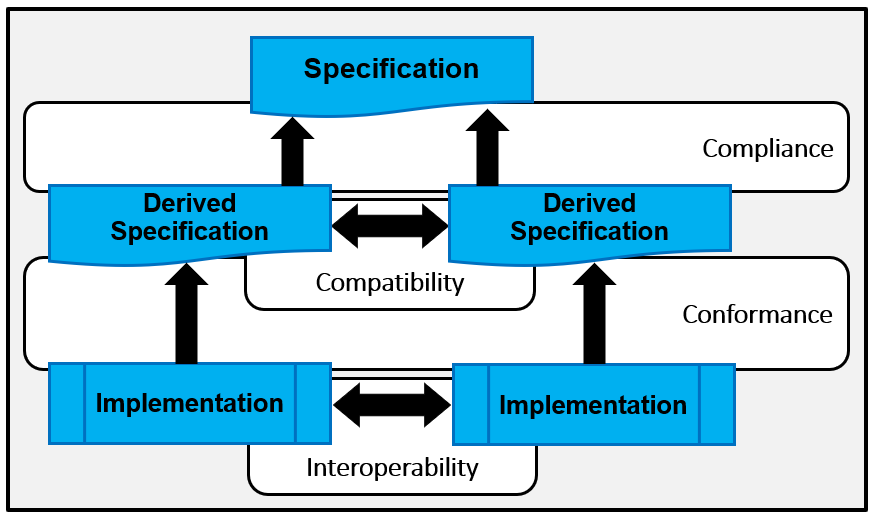 Specification
Compliance
Derived
Specification
Derived
Specification
Compatibility
Conformance
Implementation
Implementation
Interoperability